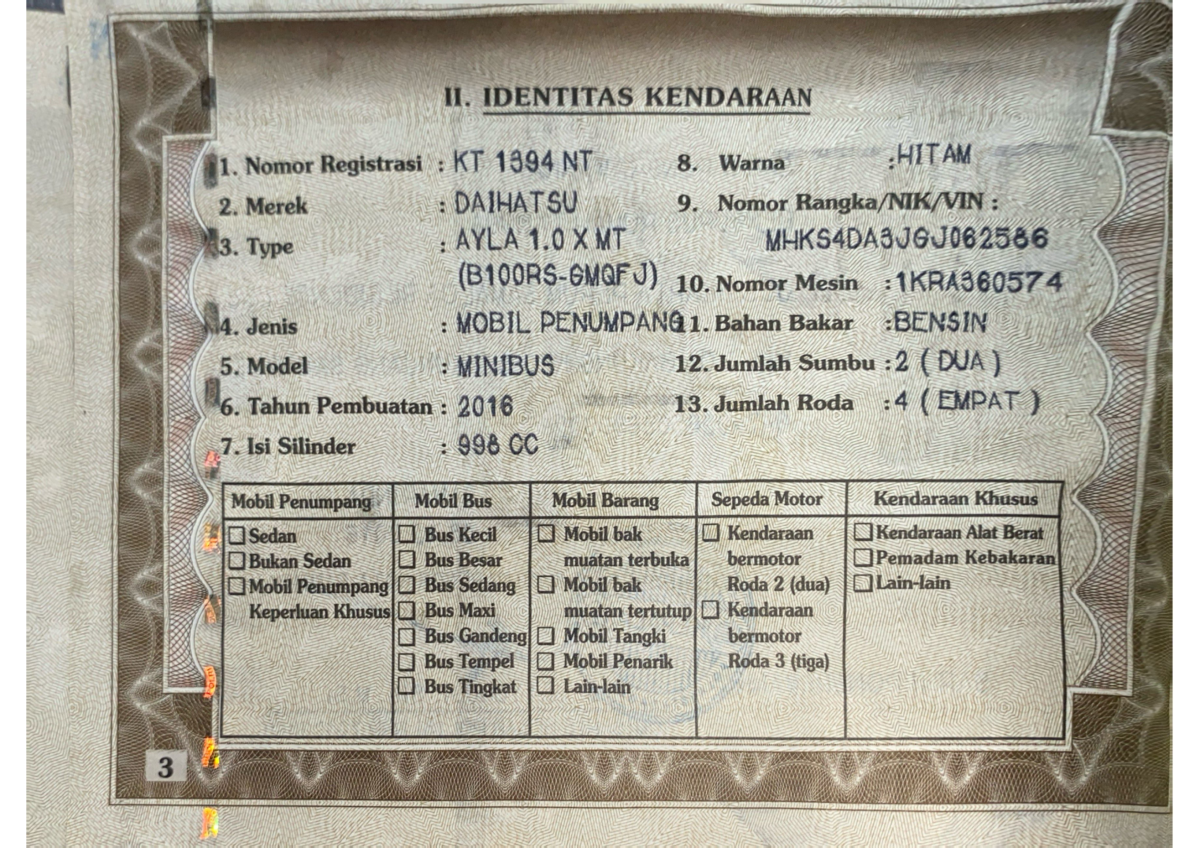 II. IDENTITAS KENDARAAN
1. Nomor Registrasi : KT 1394 NT
2. Merek : DAIHATSU
3. Type : AYLA 1.0 X MT
(B100RS-GMQFJ)
4. Jenis : MOBIL PENUMPANG
5. Model : MINIBUS
6. Tahun Pembuatan : 2016
7. Isi Silinder : 998 CC
8. Warna : HITAM
9. Nomor Rangka/NIK/VIN :
MHKS4DA3JGJ062586
10. Nomor Mesin : 1KRA360574
11. Bahan Bakar : BENSIN
12. Jumlah Sumbu : 2 ( DUA )
13. Jumlah Roda : 4 ( EMPAT )
Mobil Penumpang
Sedan
Bukan Sedan
Mobil Penumpang
Keperluan Khusus
Mobil Bus
Bus Kecil
Bus Besar
Bus Sedang
Bus Maxi
Bus Gandeng
Bus Tempel
Bus Tingkat
Mobil Barang
Mobil bak
muatan terbuka
Mobil bak
muatan tertutup
Mobil Tangki
Mobil Penarik
Lain-lain
Sepeda Motor
Kendaraan
bermotor
Roda 2 (dua)
Kendaraan
bermotor
Roda 3 (tiga)
Kendaraan Khusus
Kendaraan Alat Berat
Pemadam Kebakaran
Lain-lain
3